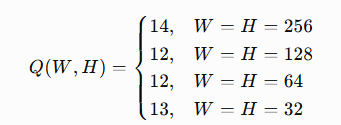 14, W = H = 256
12, W = H = 128
Q(W, H) =
12, W = H = 64
13, W = H = 32